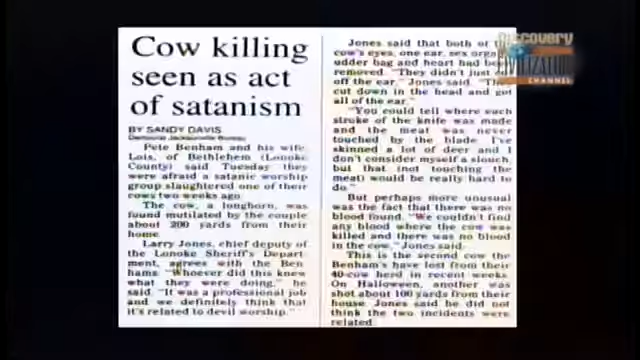 Cow killing
seen as act
of satanism
BY SANDY DAVIS
Democrat Jacksonville Bureau
Pete Benham and his wife,
Lois, of Bethlehem (Lonoke
County) said Tuesday they
were afraid a satanic worship
group slaughtered one of their
cows two weeks ago.
The cow, a longhorn, was
found mutilated by the couple
about 200 yards from their
home.
Larry Jones, chief deputy of
the Lonoke Sheriff's Depart-
ment, agrees with the Ben-
hams. "Whoever did this knew
what they were doing," he
said. "It was a professional job
and we definitely think that
it's related to devil worship."
Jones said that both of
cow's eyes, one ear, sex
udder bag and heart had
removed. "They didn't just
off the ear," Jones said.
cut down in the head and got
all of the ear."
"You could tell where each
stroke of the knife was made
and the meat was never
touched by the blade. I've
skinned a lot of deer and I
don't consider myself a slouch,
but that (not touching the
meat) would be really hard to
do."
But perhaps more unusual
was the fact that there was no
blood found. "We couldn't find
any blood where the cow was
killed and there was no blood
in the cow," Jones said.
This is the second cow the
Benham's have lost from their
40-cow herd in recent weeks.
On Halloween, another was
shot about 100 yards from their
house. Jones said he did not
think the two incidents were
related.
Discovery
CIVILIZATION
CHANNEL